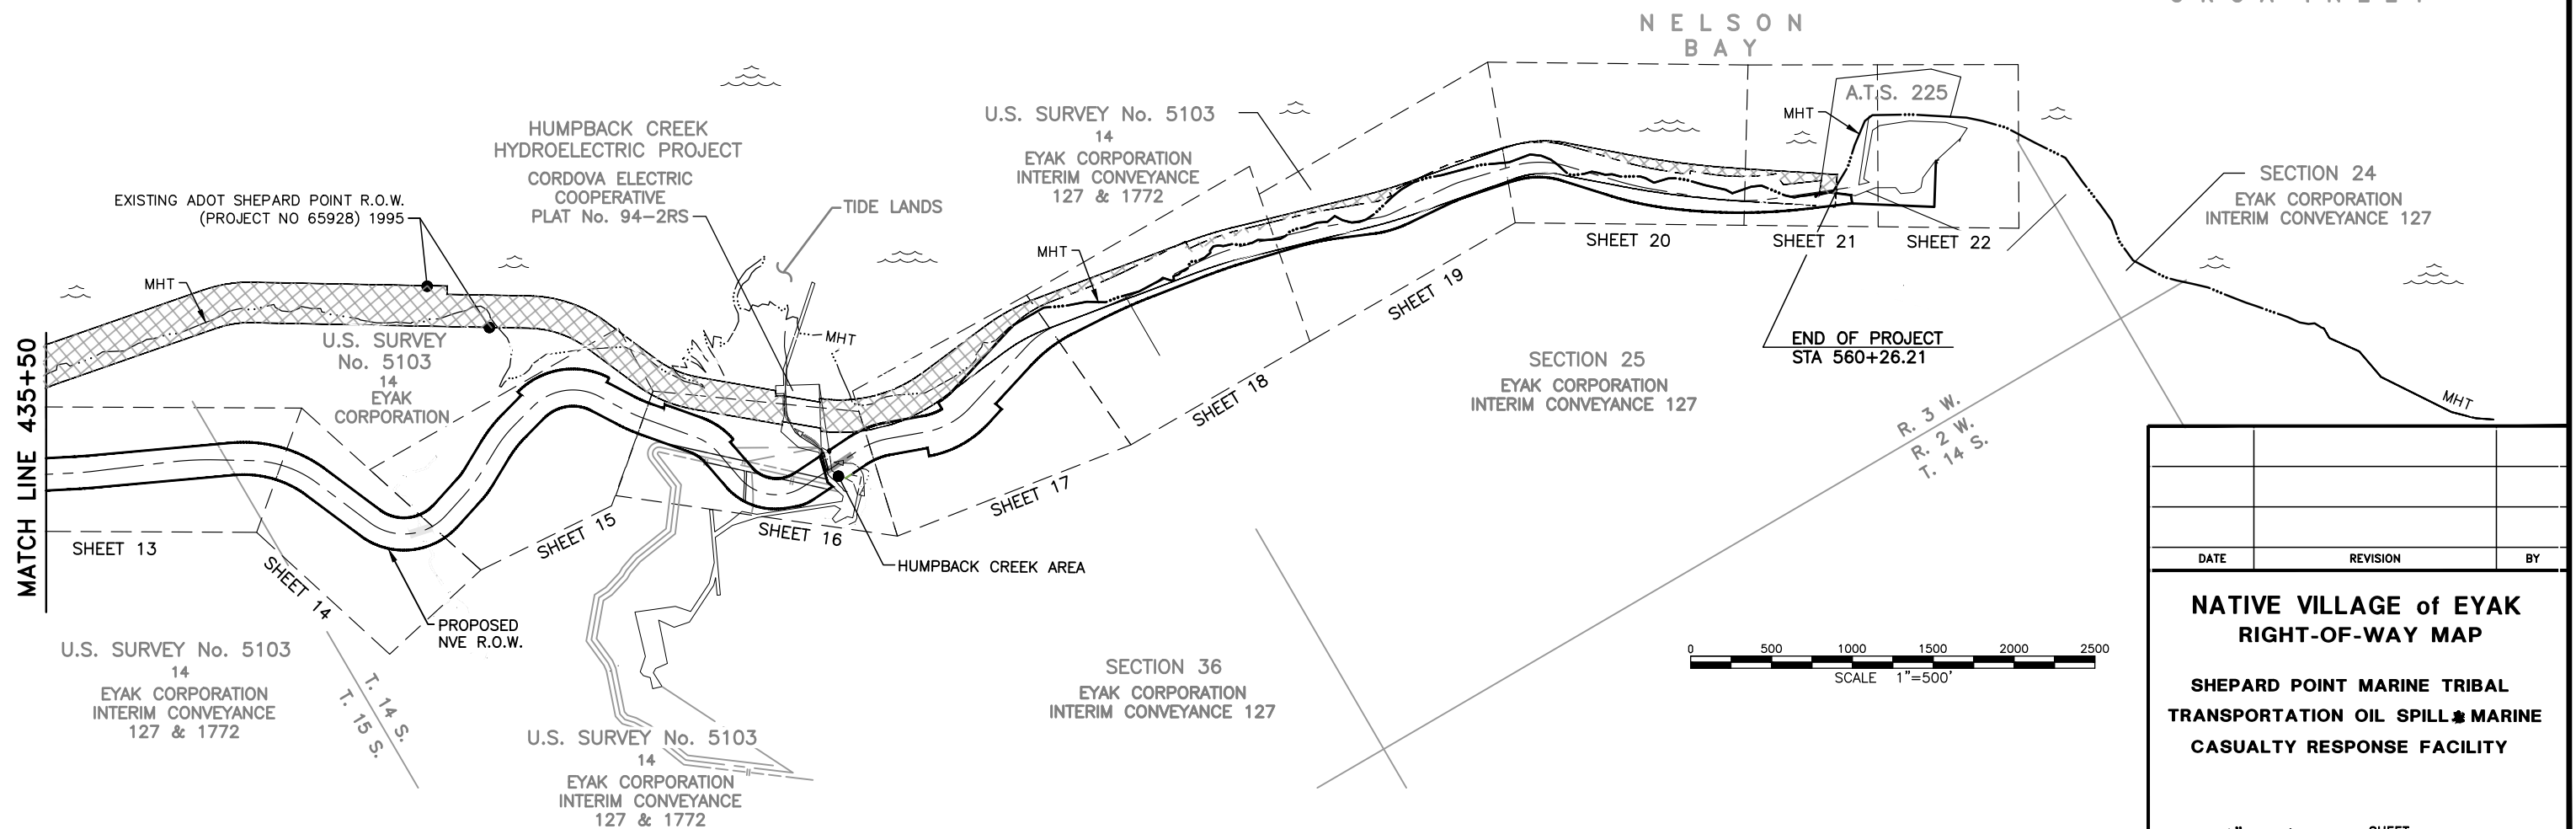 NELSON
BAY
U.S. SURVEY No. 5103
14
EYAK CORPORATION
INTERIM CONVEYANCE
127 & 1772
A.T.S. 225
MHT
HUMPBACK CREEK
HYDROELECTRIC PROJECT
CORDOVA ELECTRIC
COOPERATIVE
PLAT No. 94-2RS
EXISTING ADOT SHEPARD POINT R.O.W.
(PROJECT NO 65928) 1995
TIDE LANDS
SECTION 24
EYAK CORPORATION
INTERIM CONVEYANCE 127
SHEET 20
SHEET 21
SHEET 22
MHT
MHT
SHEET 19
MHT
U.S. SURVEY
No. 5103
14
EYAK
CORPORATION
END OF PROJECT
STA 560+26.21
SECTION 25
EYAK CORPORATION
INTERIM CONVEYANCE 127
SHEET 18
MHT
R. 3 W.
R. 2 W.
T. 14 S.
MATCH LINE 435+50
SHEET 13
SHEET 14
SHEET 15
SHEET 16
SHEET 17
HUMPBACK CREEK AREA
PROPOSED
NVE R.O.W.
U.S. SURVEY No. 5103
14
EYAK CORPORATION
INTERIM CONVEYANCE
127 & 1772
T. 14 S.
T. 15 S.
U.S. SURVEY No. 5103
14
EYAK CORPORATION
INTERIM CONVEYANCE
127 & 1772
SECTION 36
EYAK CORPORATION
INTERIM CONVEYANCE 127
0 500 1000 1500 2000 2500
SCALE 1"=500'
DATE REVISION BY
NATIVE VILLAGE of EYAK
RIGHT-OF-WAY MAP
SHEPARD POINT MARINE TRIBAL
TRANSPORTATION OIL SPILL & MARINE
CASUALTY RESPONSE FACILITY